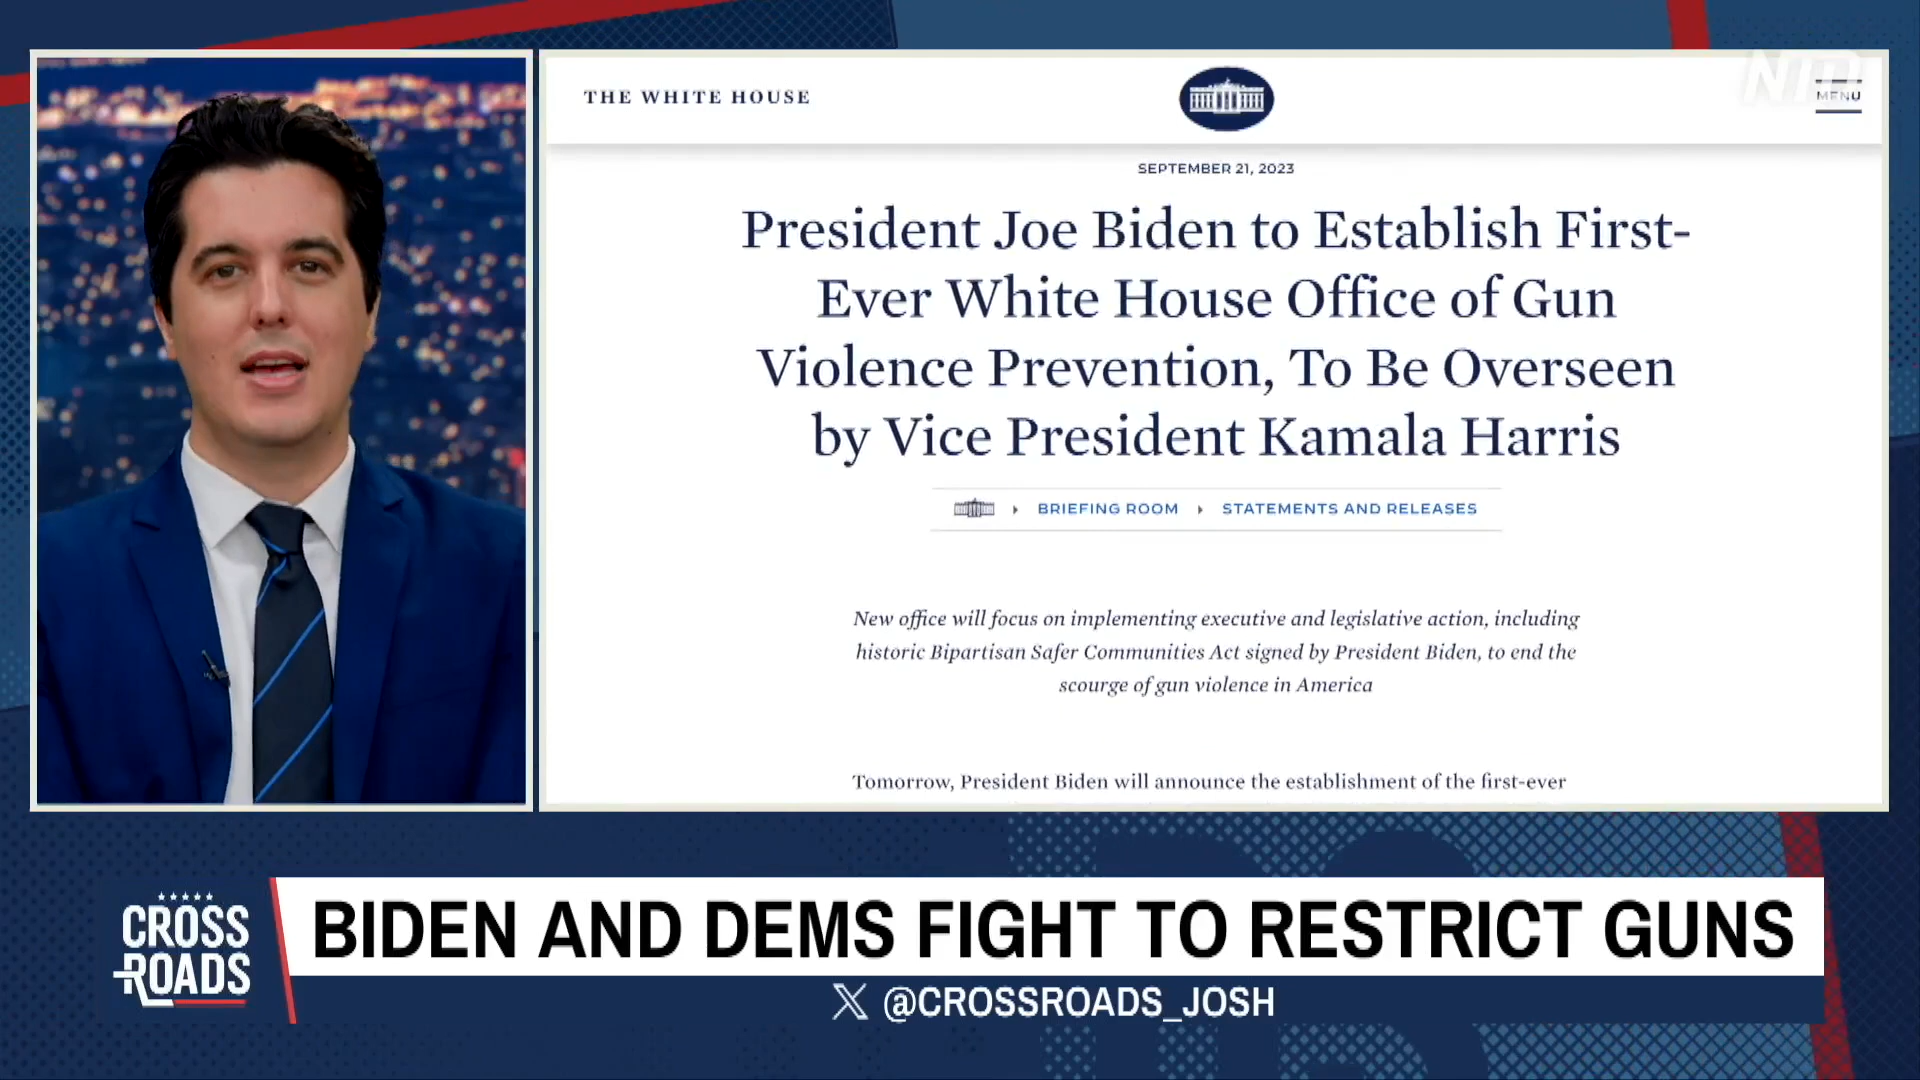 NTD
THE WHITE HOUSE
MENU
SEPTEMBER 21, 2023
President Joe Biden to Establish First-
Ever White House Office of Gun
Violence Prevention, To Be Overseen
by Vice President Kamala Harris
BRIEFING ROOM
STATEMENTS AND RELEASES
New office will focus on implementing executive and legislative action, including
historic Bipartisan Safer Communities Act signed by President Biden, to end the
scourge of gun violence in America
Tomorrow, President Biden will announce the establishment of the first-ever
CROSS
ROADS
BIDEN AND DEMS FIGHT TO RESTRICT GUNS
@CROSSROADS_JOSH